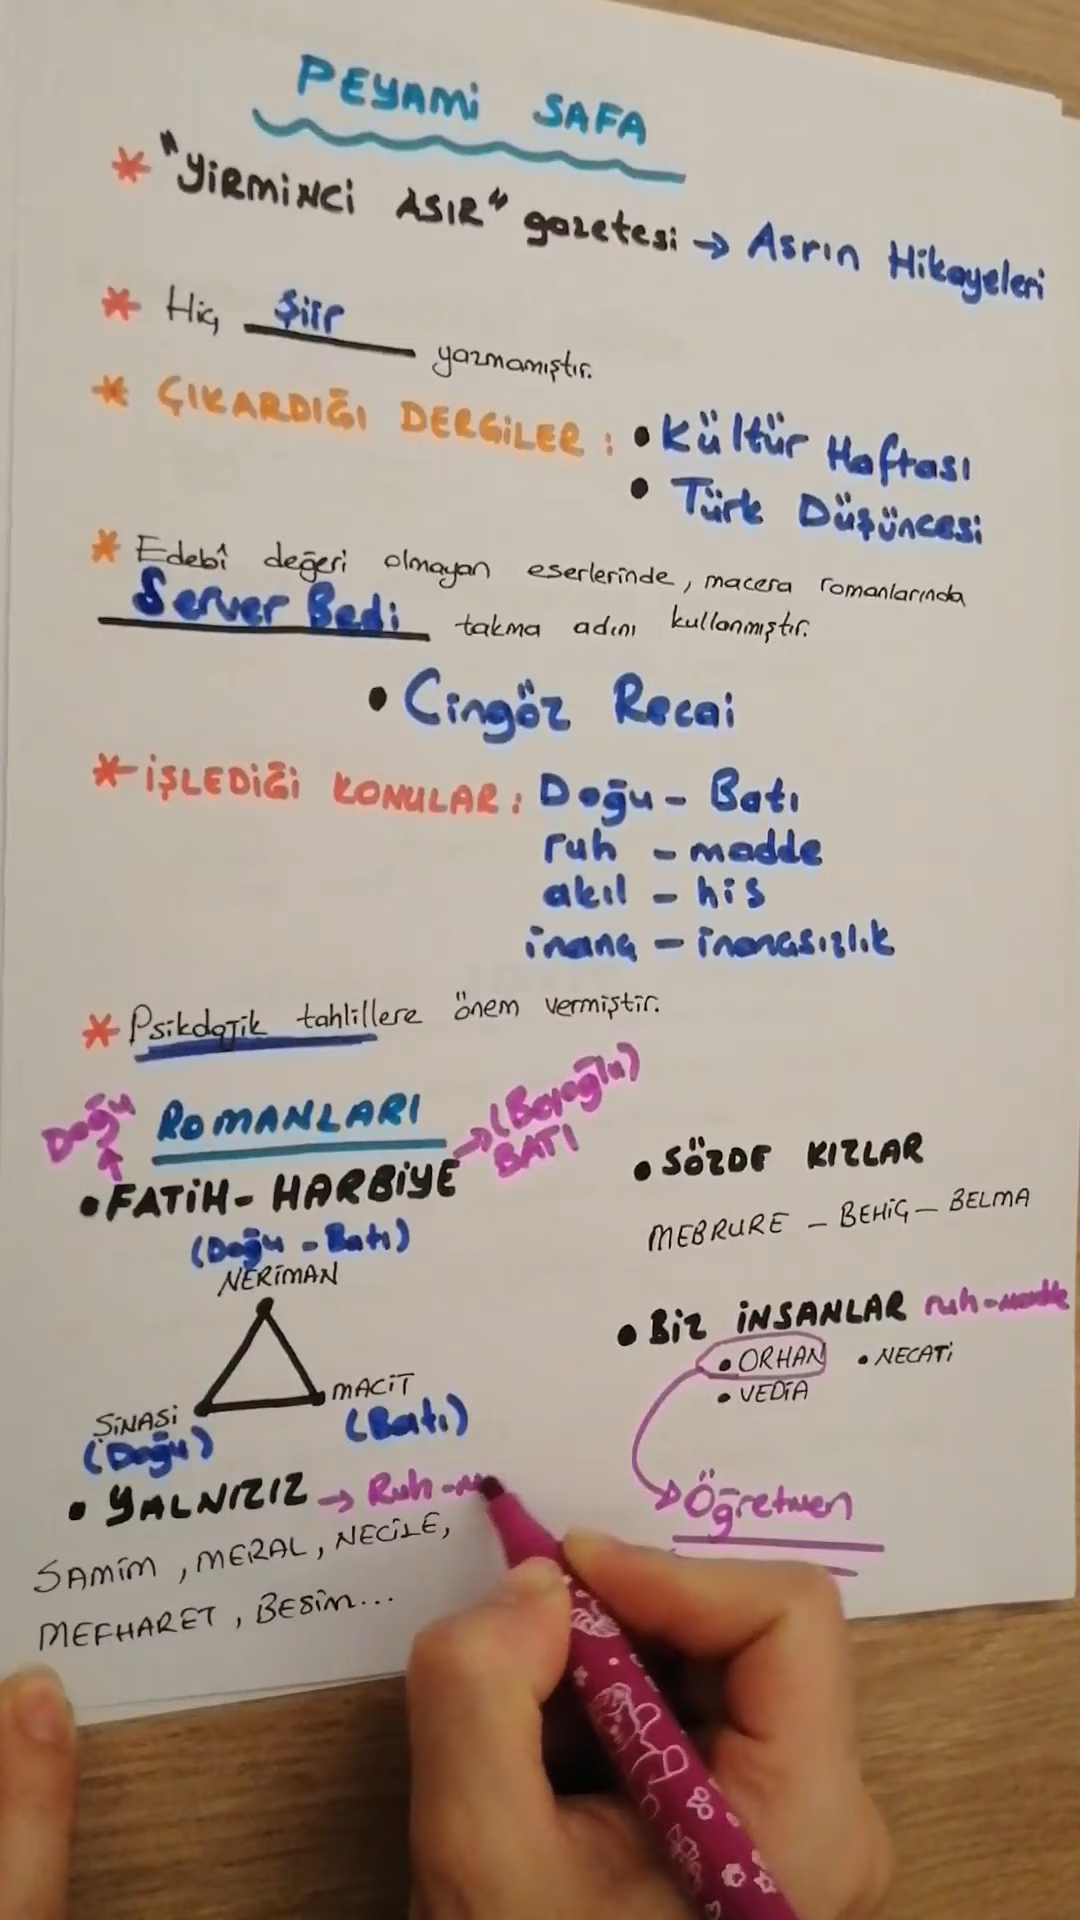 PEYAMİ SAFA
* "YİRMİNCİ ASIR" gazetesi → Asrın Hikayeleri
* Hiç Şiir yazmamıştır.
* ÇIKARDIĞI DERGİLER : • Kültür Haftası
• Türk Düşüncesi
* Edebî değeri olmayan eserlerinde, macera romanlarında
Server Bedi takma adını kullanmıştır.
• Cingöz Recai
* İŞLEDİĞİ KONULAR : Doğu - Batı
ruh - madde
akıl - his
inanç - inançsızlık
* Psikolojik tahlillere önem vermiştir.
Doğu ROMANLARI → (Beyoğlu)
BATI
• FATİH - HARBİYE
(Doğu - Batı)
NERİMAN
MACİT
(Batı)
ŞİNASİ
(Doğu)
• YALNIZIZ → Ruh - m
SAMİM , MERAL , NECİLE,
MEFHARET , BESİM...
• SÖZDE KIZLAR
MEBRURE - BEHİÇ - BELMA
• BİZ İNSANLAR ruh - madde
• ORHAN • NECATİ
• VEDİA
→ Öğretmen